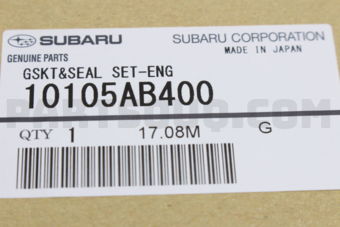 SUBARU
SUBARU CORPORATION
GENUINE PARTS
MADE IN JAPAN
GSKT&SEAL SET-ENG
10105AB400
QTY 1 17.08M G